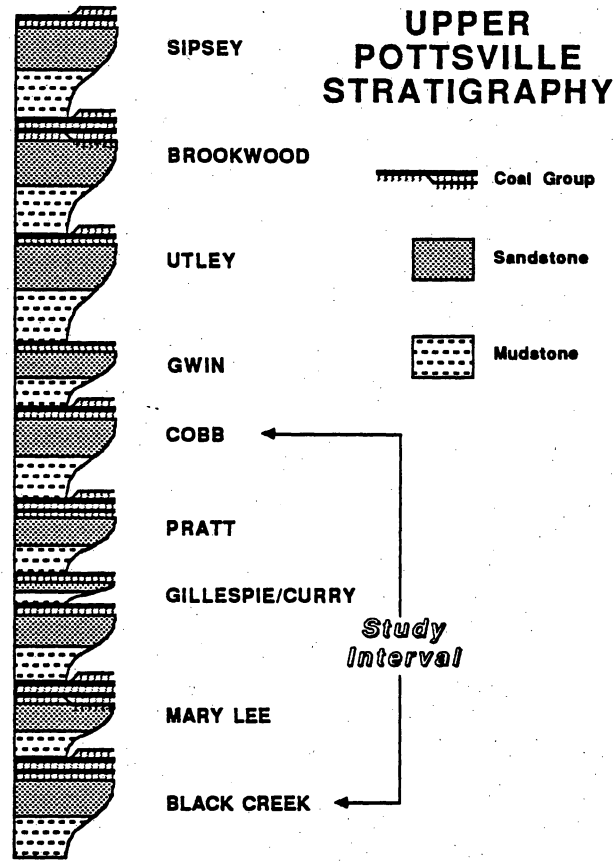 UPPER
POTTSVILLE
STRATIGRAPHY
SIPSEY
BROOKWOOD
UTLEY
GWIN
COBB
PRATT
GILLESPIE/CURRY
MARY LEE
BLACK CREEK
Coal Group
Sandstone
Mudstone
Study
Interval